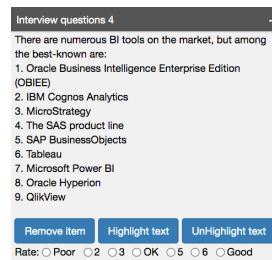 Interview questions 4
There are numerous BI tools on the market, but among
the best-known are:
1. Oracle Business Intelligence Enterprise Edition
(OBIEE)
2. IBM Cognos Analytics
3. MicroStrategy
4. The SAS product line
5. SAP BusinessObjects
6. Tableau
7. Microsoft Power BI
8. Oracle Hyperion
9. QlikView
Remove item Highlight text UnHighlight text
Rate: Poor 2 3 OK 5 6 Good